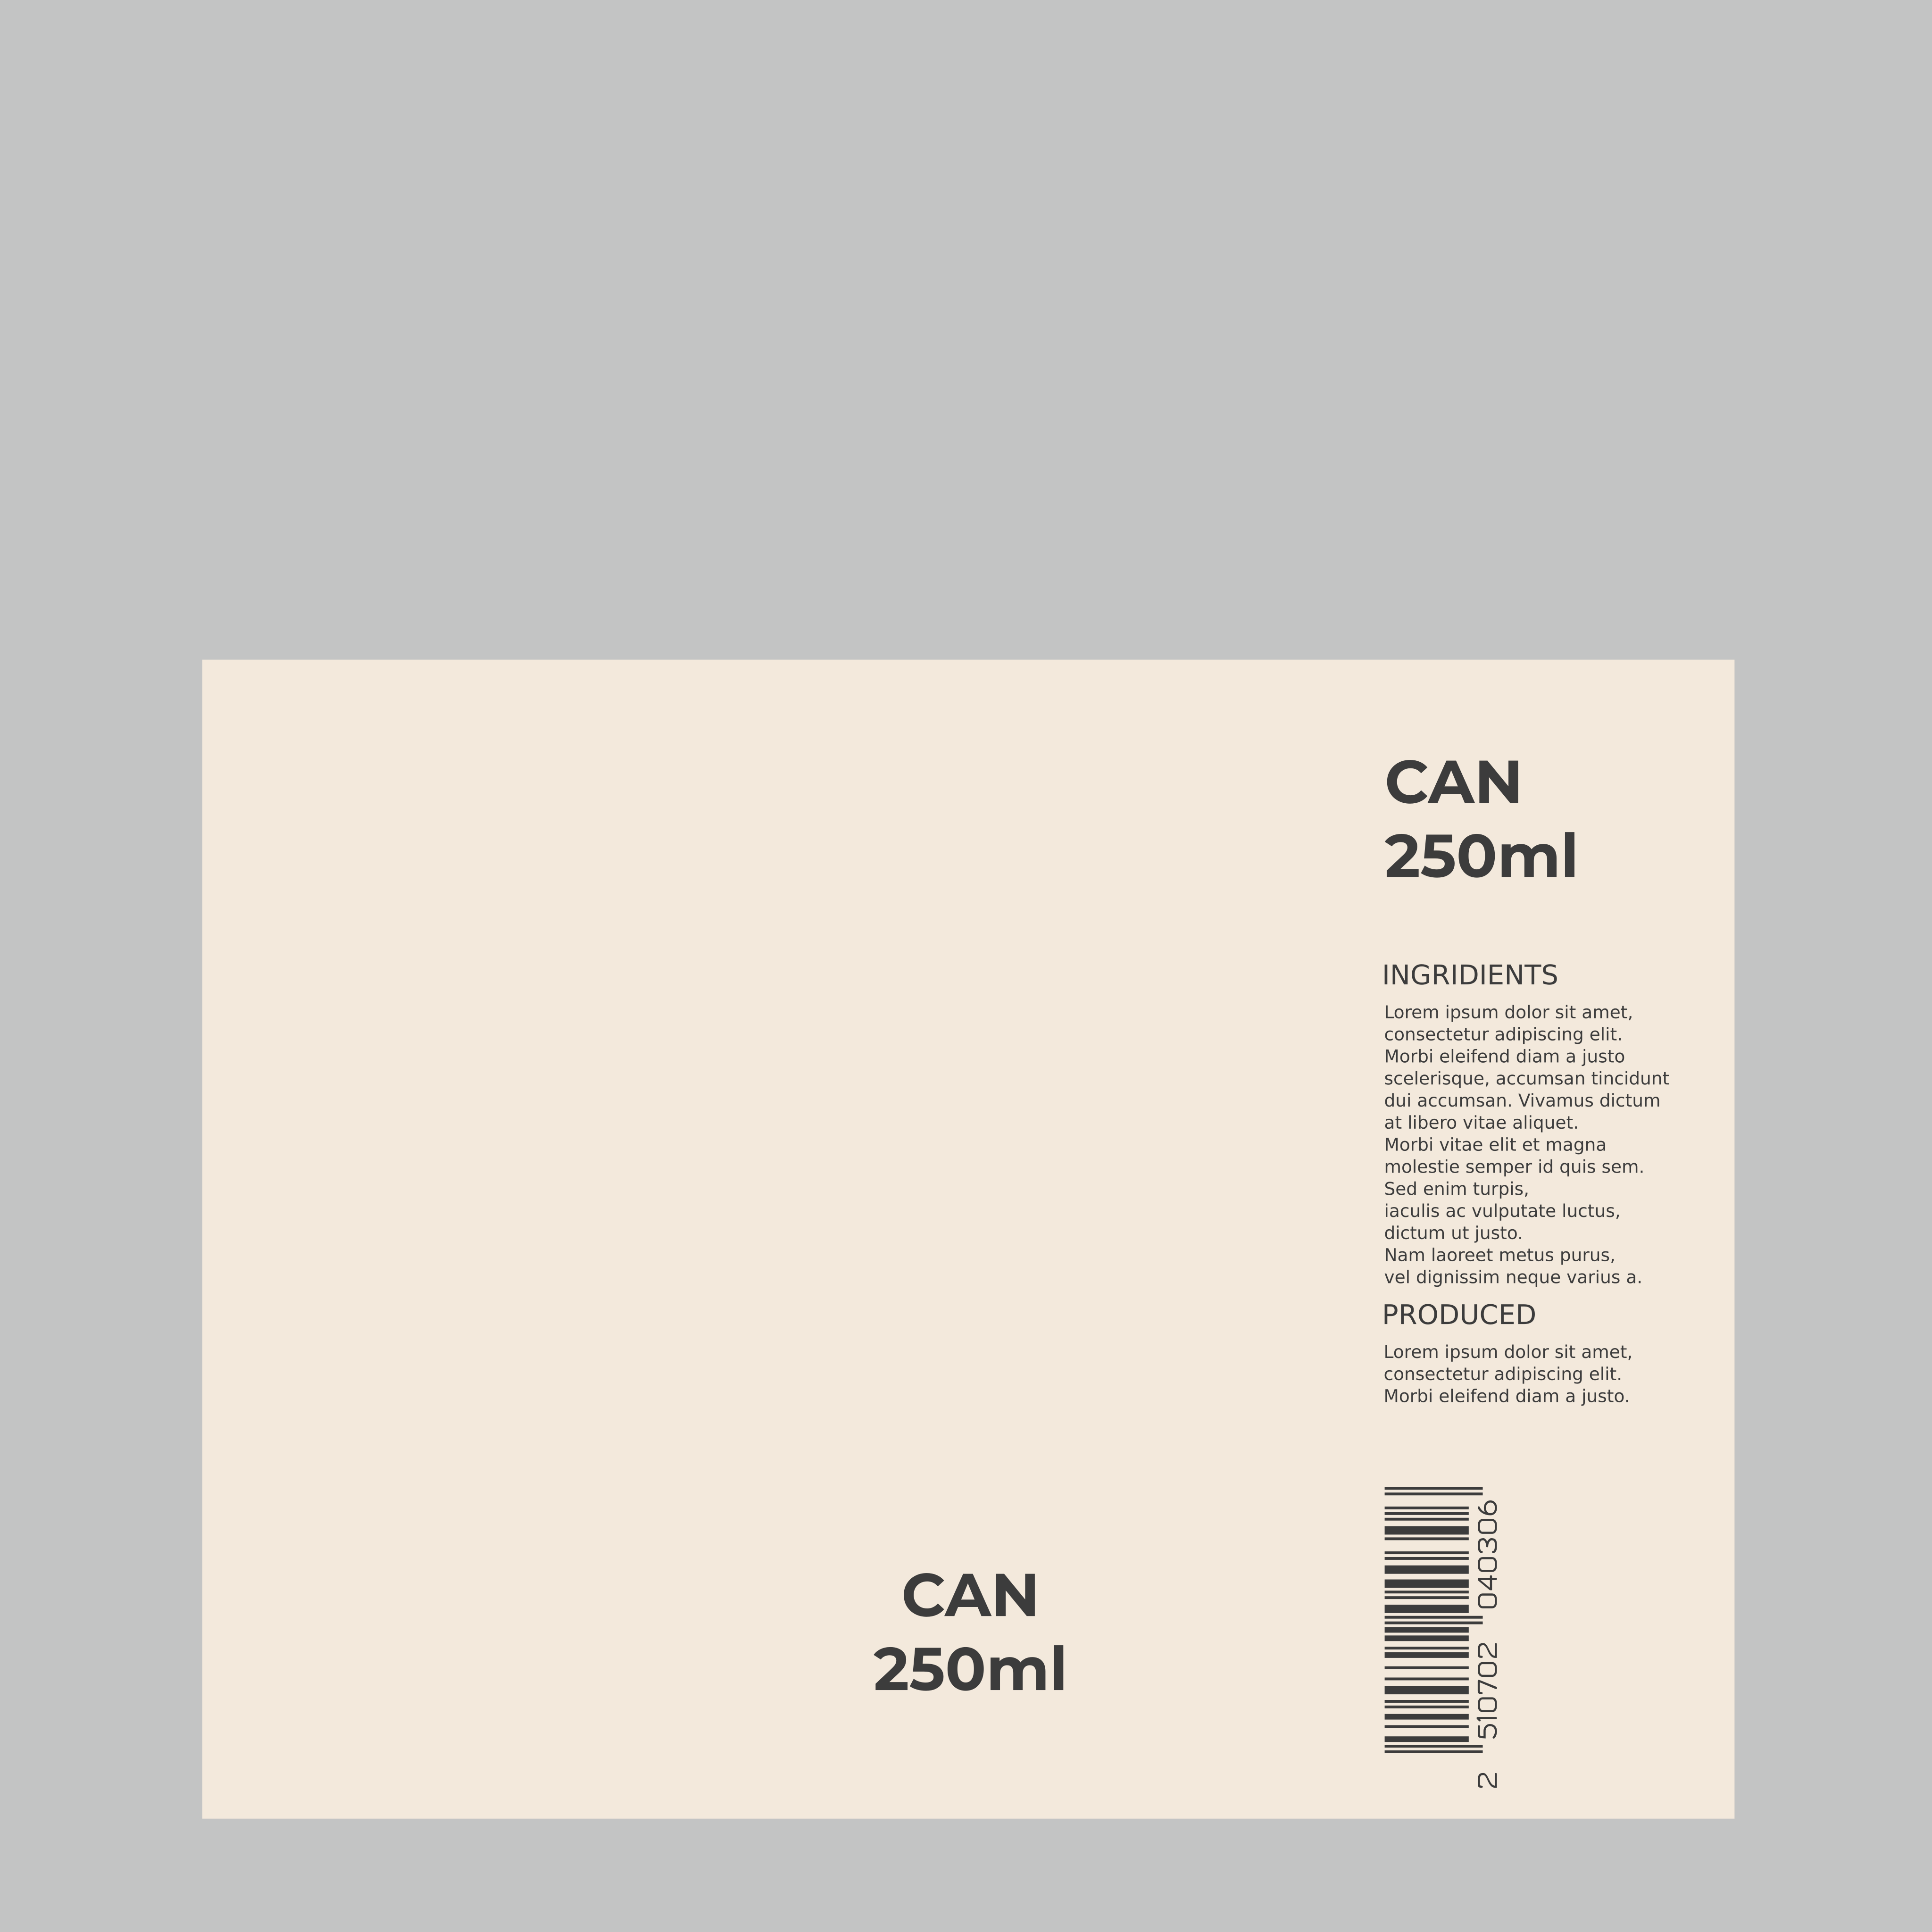 CAN
250ml
INGRIDIENTS
Lorem ipsum dolor sit amet,
consectetur adipiscing elit.
Morbi eleifend diam a justo
scelerisque, accumsan tincidunt
dui accumsan. Vivamus dictum
at libero vitae aliquet.
Morbi vitae elit et magna
molestie semper id quis sem.
Sed enim turpis,
iaculis ac vulputate luctus,
dictum ut justo.
Nam laoreet metus purus,
vel dignissim neque varius a.
PRODUCED
Lorem ipsum dolor sit amet,
consectetur adipiscing elit.
Morbi eleifend diam a justo.
2 510702 040306
CAN
250ml